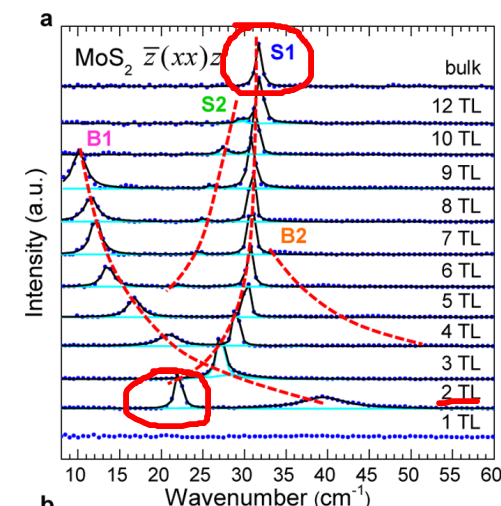 a
MoS₂ z̅(xx)z
S1
bulk
S2
12 TL
B1
10 TL
9 TL
8 TL
7 TL
B2
6 TL
5 TL
4 TL
3 TL
2 TL
1 TL
Intensity (a.u.)
10 15 20 25 30 35 40 45 50 55 60
Wavenumber (cm⁻¹)
b